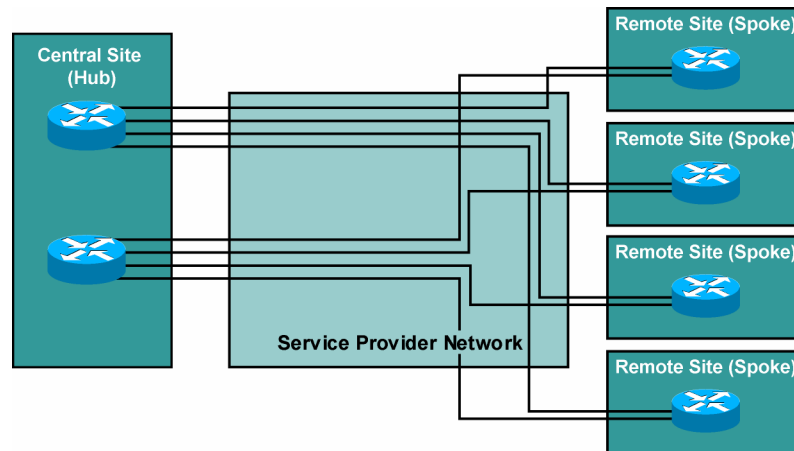 Central Site
(Hub)
Service Provider Network
Remote Site (Spoke)
Remote Site (Spoke)
Remote Site (Spoke)
Remote Site (Spoke)